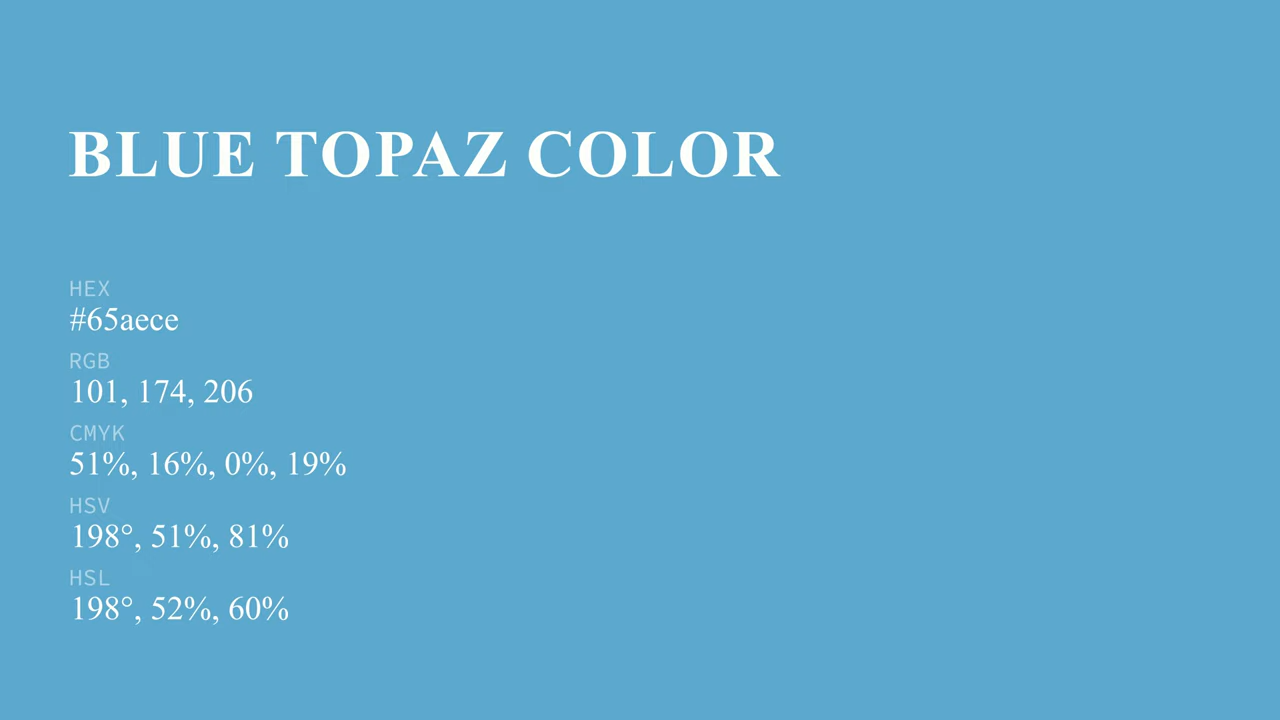 BLUE TOPAZ COLOR
HEX
#65aece
RGB
101, 174, 206
CMYK
51%, 16%, 0%, 19%
HSV
198°, 51%, 81%
HSL
198°, 52%, 60%